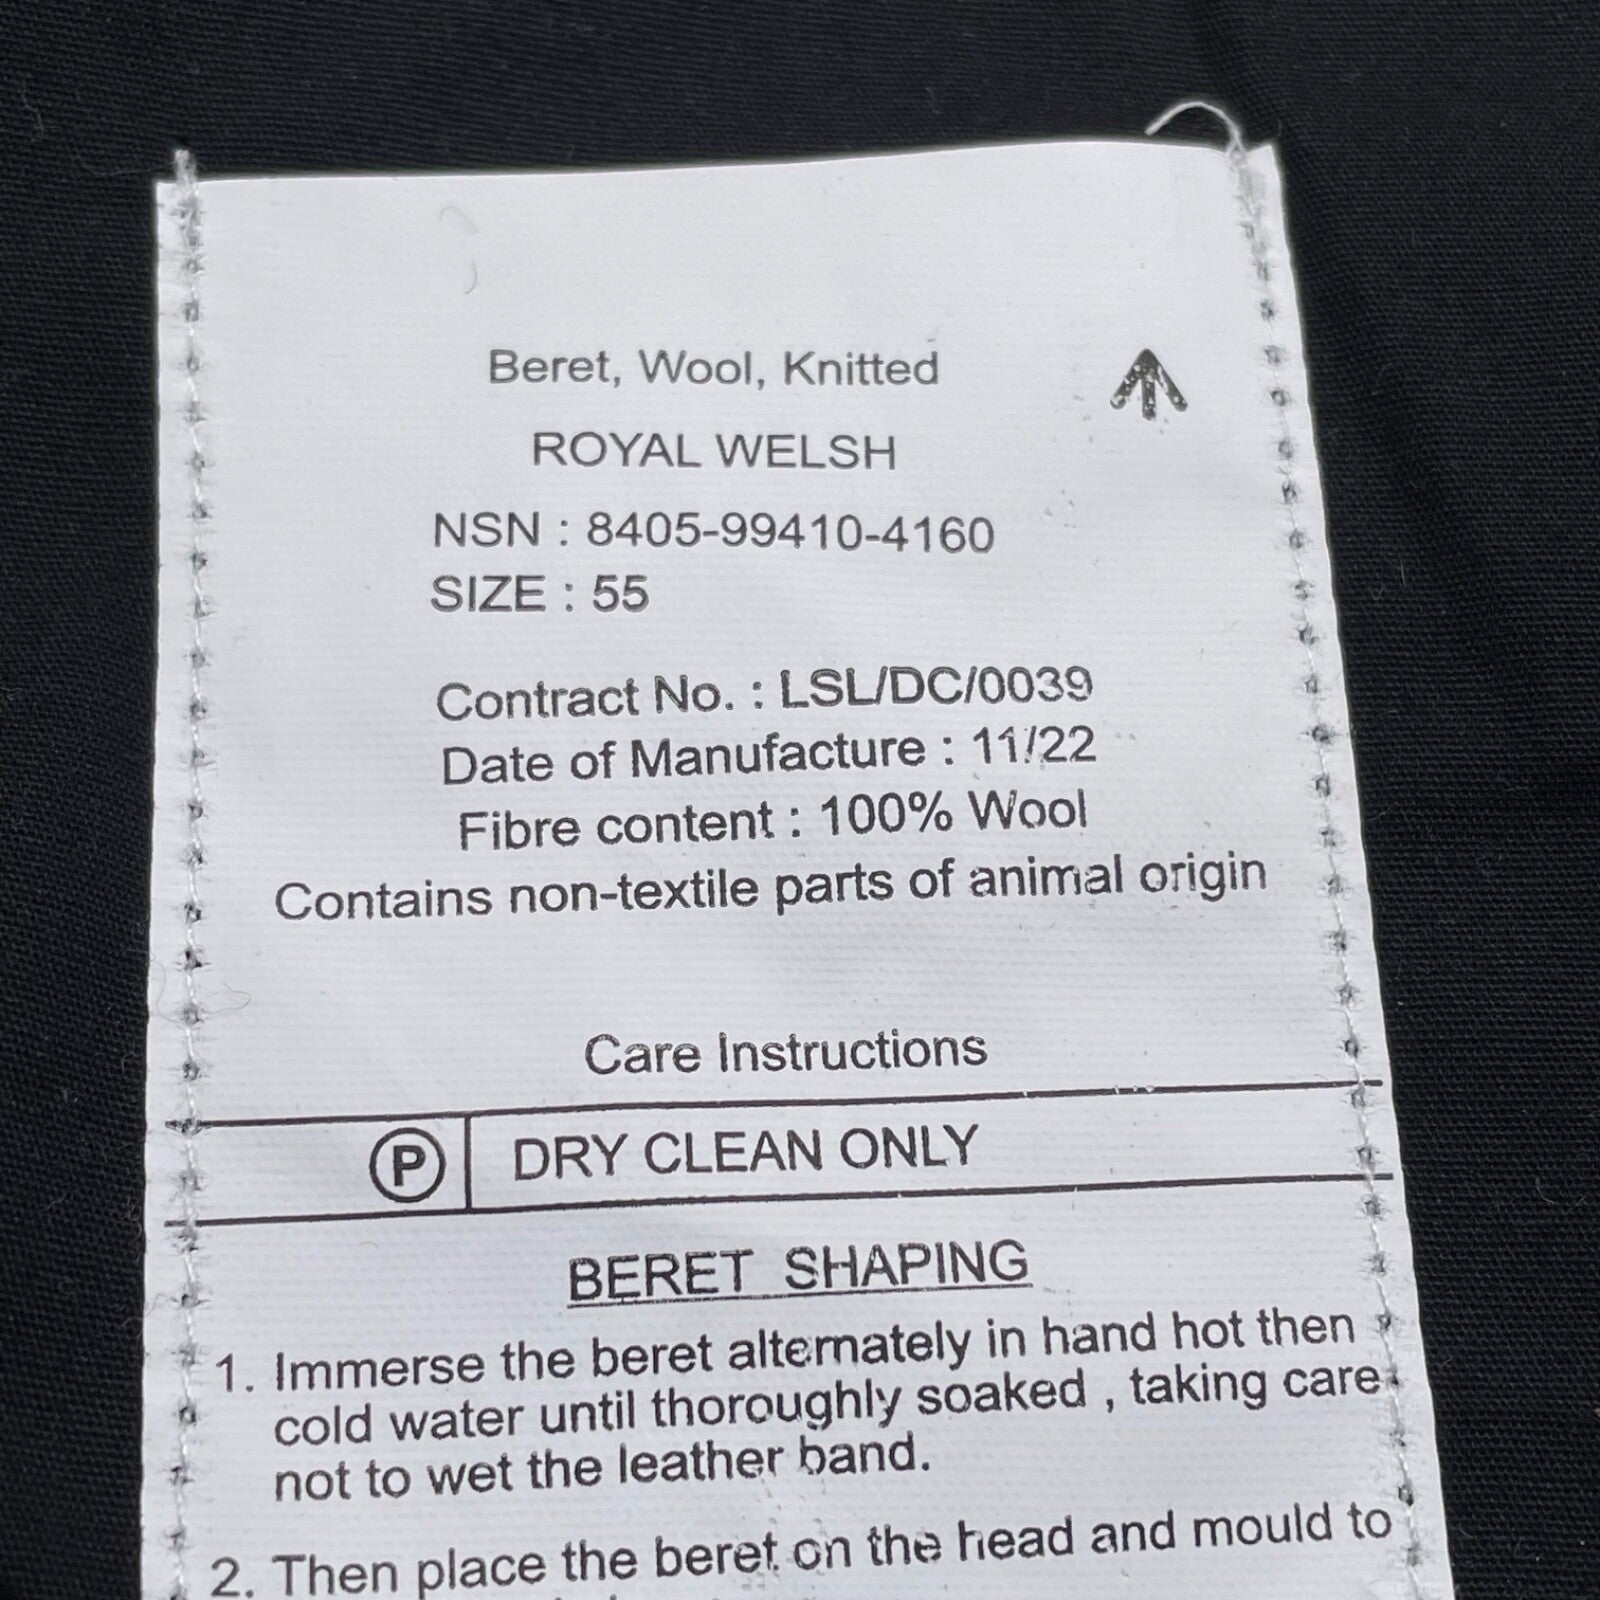 Beret, Wool, Knitted
ROYAL WELSH
NSN : 8405-99410-4160
SIZE : 55
Contract No. : LSL/DC/0039
Date of Manufacture : 11/22
Fibre content : 100% Wool
Contains non-textile parts of animal origin
Care Instructions
P DRY CLEAN ONLY
BERET SHAPING
1. Immerse the beret alternately in hand hot then
cold water until thoroughly soaked , taking care
not to wet the leather band.
2. Then place the beret on the head and mould to